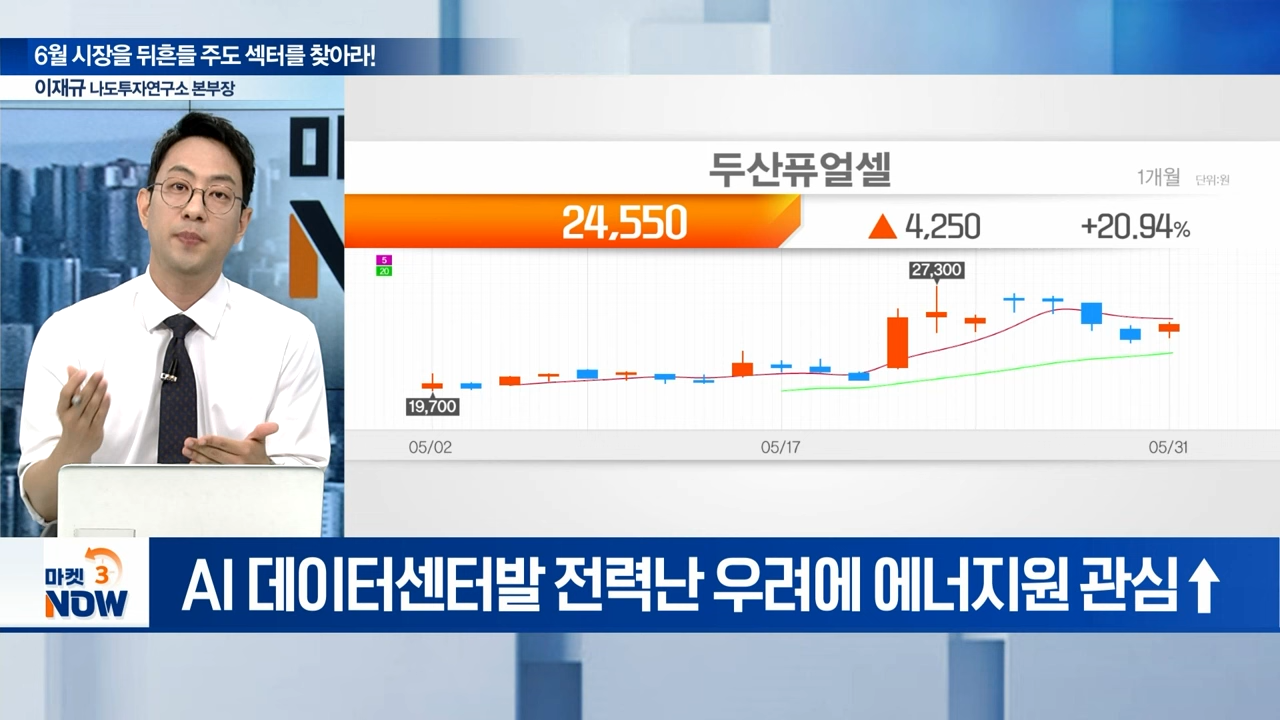 6월 시장을 뒤흔들 주도 섹터를 찾아라!
이재규 나도투자연구소 본부장
두산퓨얼셀
1개월 단위:원
24,550 ▲ 4,250 +20.94%
5
20
27,300
19,700
05/02 05/17 05/31
마켓 3
NOW
AI 데이터센터발 전력난 우려에 에너지원 관심↑